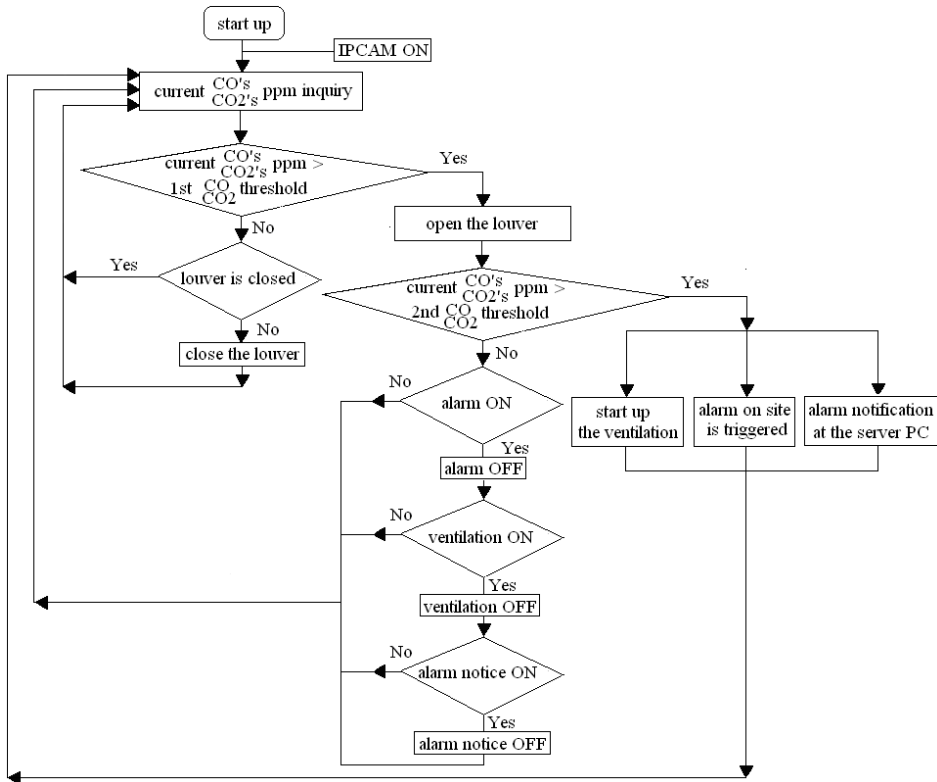 start up
IPCAM ON
current CO's CO2's ppm inquiry
current CO's CO2's ppm >
1st CO CO2 threshold
Yes
No
open the louver
Yes
louver is closed
No
close the louver
current CO's CO2's ppm >
2nd CO CO2 threshold
Yes
No
No
alarm ON
Yes
alarm OFF
start up
the ventilation
alarm on site
is triggered
alarm notification
at the server PC
No
ventilation ON
Yes
ventilation OFF
No
alarm notice ON
Yes
alarm notice OFF